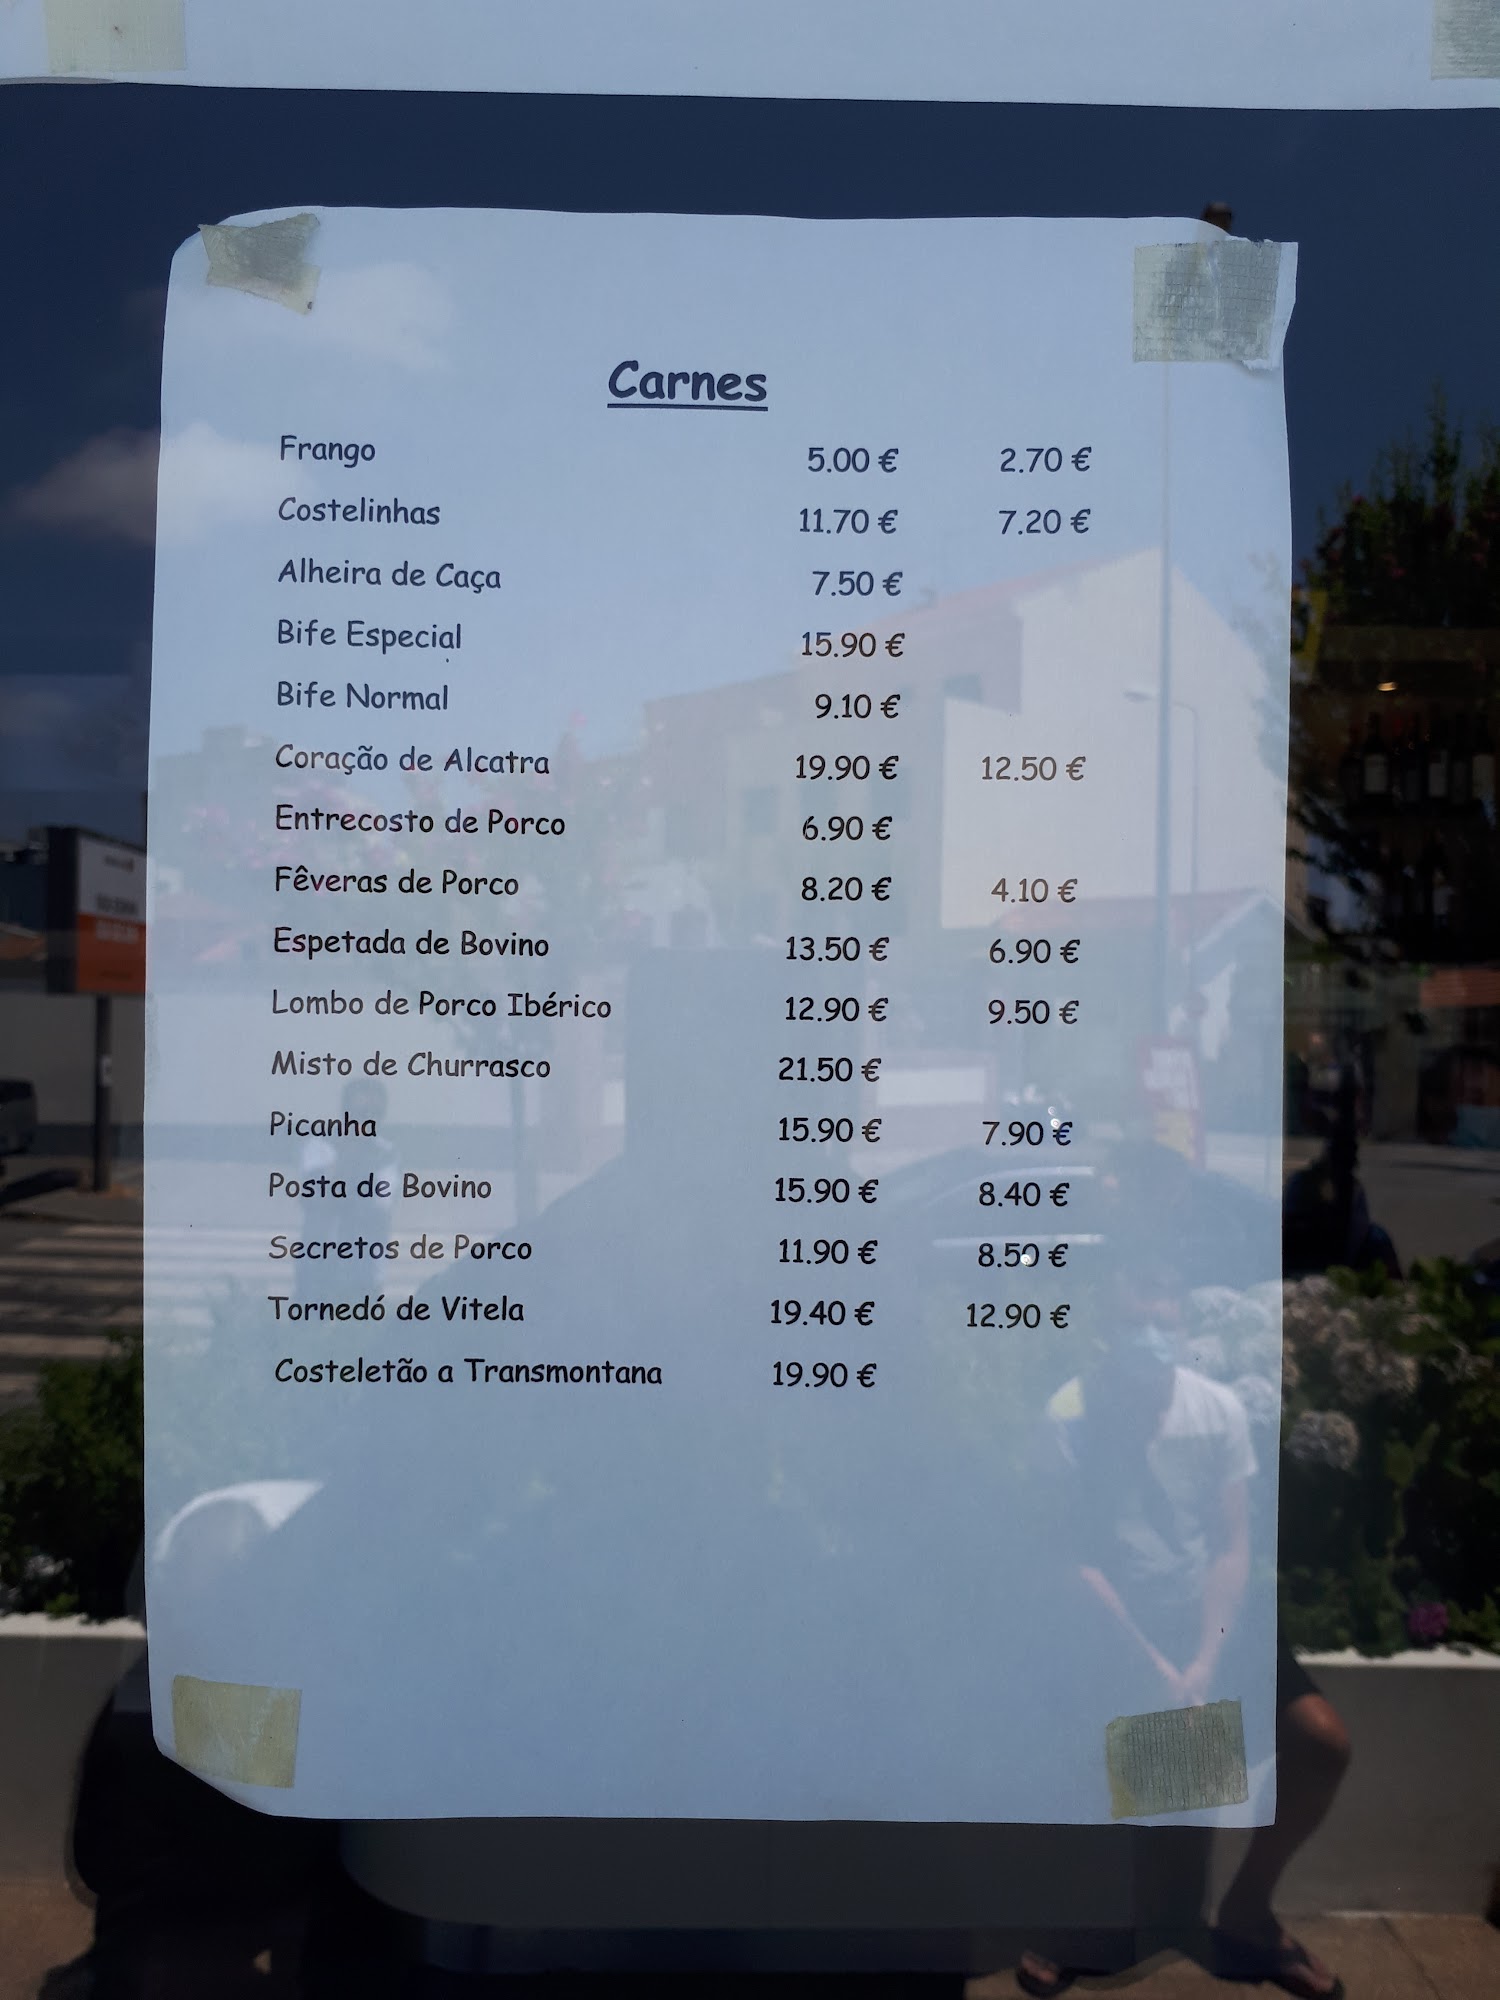 Carnes
Frango 5.00 € 2.70 €
Costelinhas 11.70 € 7.20 €
Alheira de Caça 7.50 €
Bife Especial 15.90 €
Bife Normal 9.10 €
Coração de Alcatra 19.90 € 12.50 €
Entrecosto de Porco 6.90 €
Fêveras de Porco 8.20 € 4.10 €
Espetada de Bovino 13.50 € 6.90 €
Lombo de Porco Ibérico 12.90 € 9.50 €
Misto de Churrasco 21.50 €
Picanha 15.90 € 7.90 €
Posta de Bovino 15.90 € 8.40 €
Secretos de Porco 11.90 € 8.50 €
Tornedó de Vitela 19.40 € 12.90 €
Costeletão a Transmontana 19.90 €